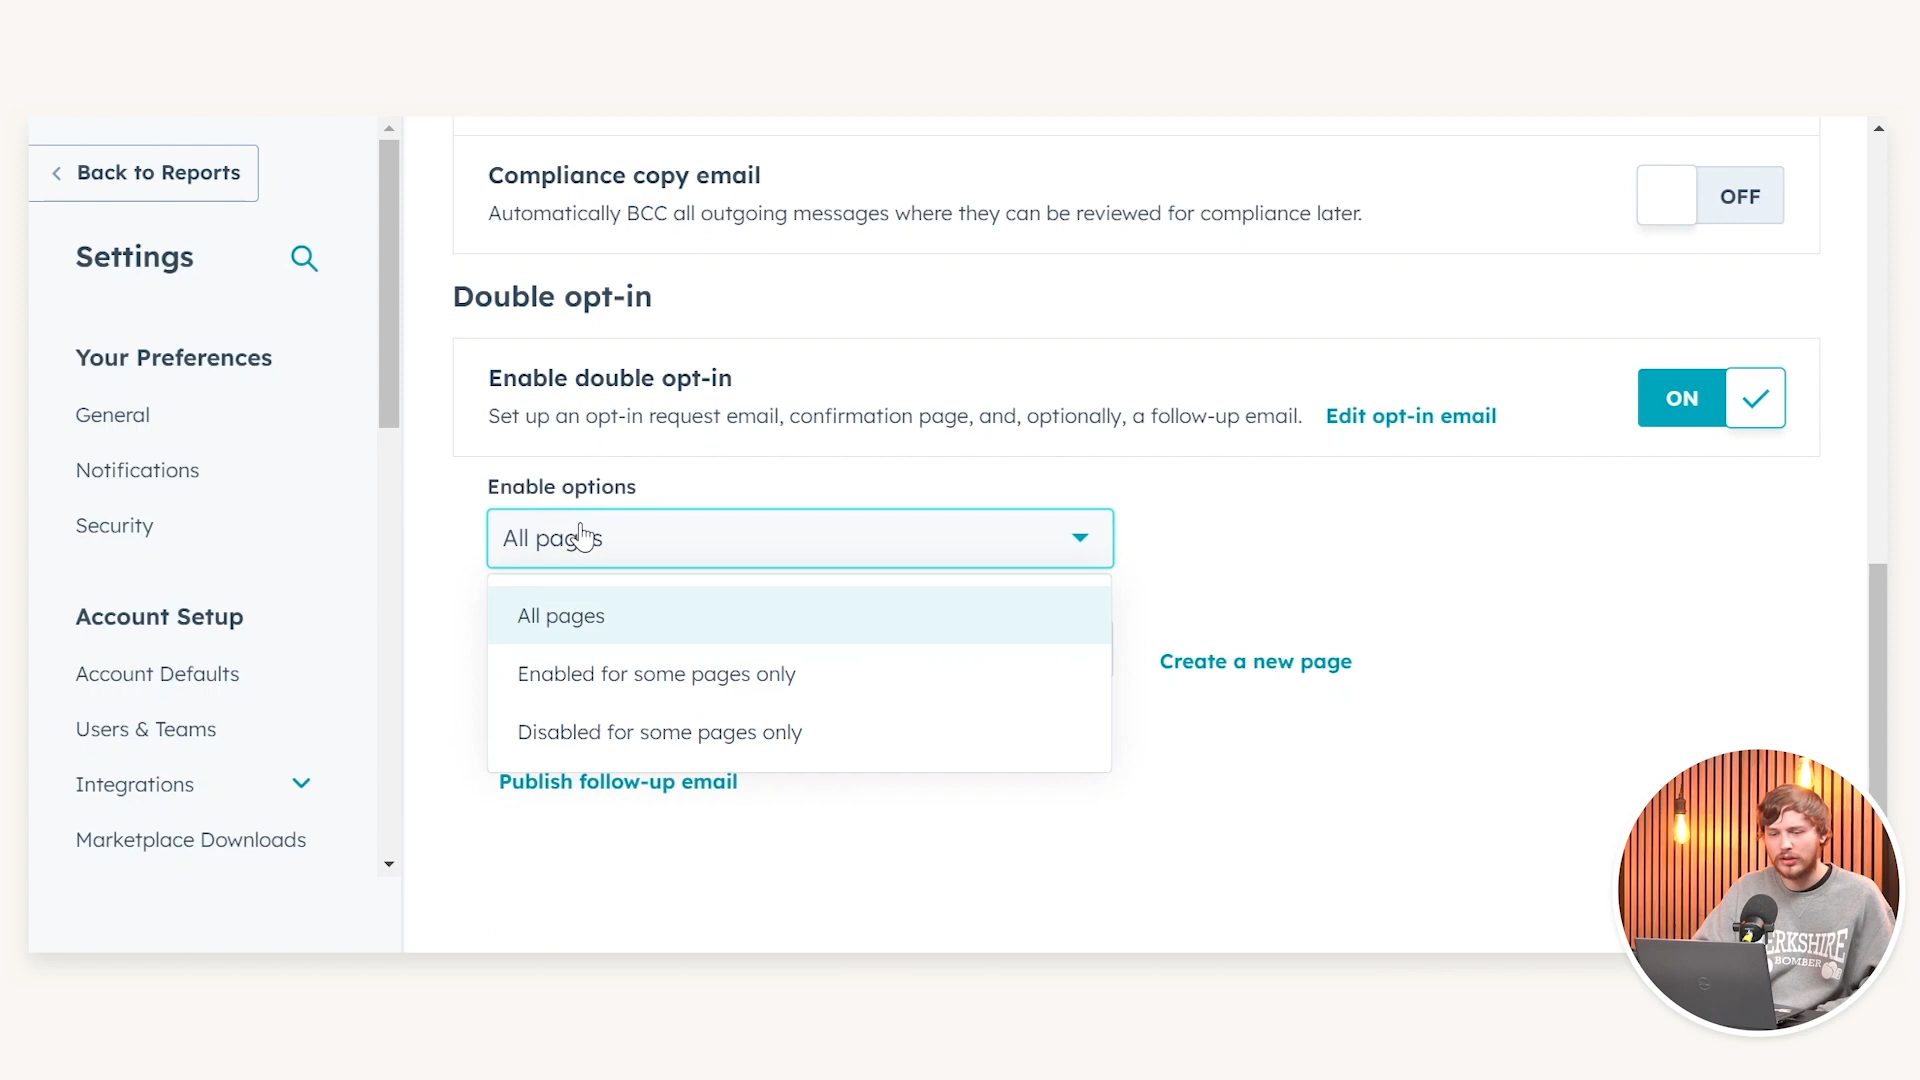 Back to Reports
Settings
Your Preferences
General
Notifications
Security
Account Setup
Account Defaults
Users & Teams
Integrations
Marketplace Downloads
Compliance copy email
Automatically BCC all outgoing messages where they can be reviewed for compliance later.
OFF
Double opt-in
Enable double opt-in
Set up an opt-in request email, confirmation page, and, optionally, a follow-up email. Edit opt-in email
ON
Enable options
All pages
All pages
Enabled for some pages only
Disabled for some pages only
Create a new page
Publish follow-up email
BOMBER